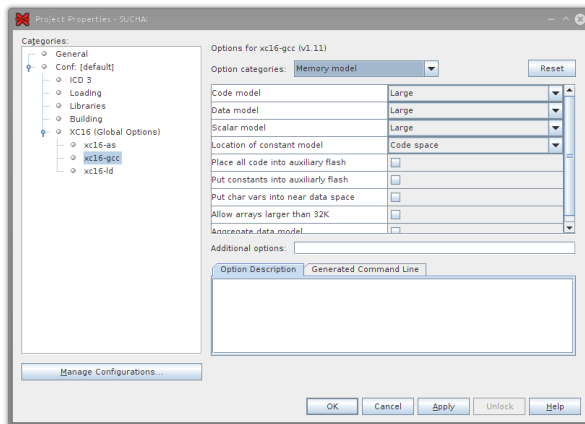 Project Properties - SUCHAI
Categories:
General
Conf: [default]
ICD 3
Loading
Libraries
Building
XC16 (Global Options)
xc16-as
xc16-gcc
xc16-ld
Manage Configurations...
Options for xc16-gcc (v1.11)
Option categories: Memory model Reset
Code model Large
Data model Large
Scalar model Large
Location of constant model Code space
Place all code into auxiliary flash
Put constants into auxiliarly flash
Put char vars into near data space
Allow arrays larger than 32K
Aggregate data model
Additional options:
Option Description Generated Command Line
OK Cancel Apply Unlock Help